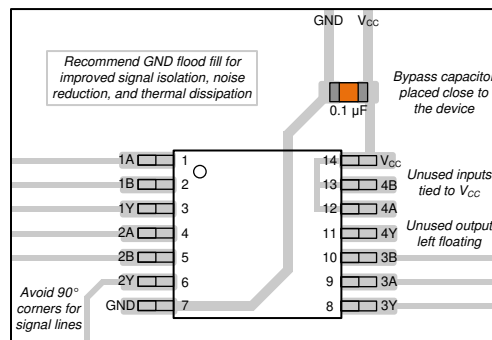 GND
VCC
Recommend GND flood fill for
improved signal isolation, noise
reduction, and thermal dissipation
Bypass capacitor
placed close to
the device
0.1 µF
1A
1
14
VCC
1B
2
13
4B
Unused inputs
tied to VCC
1Y
3
12
4A
2A
4
11
4Y
Unused output
left floating
2B
5
10
3B
2Y
6
9
3A
Avoid 90°
corners for
signal lines
GND
7
8
3Y